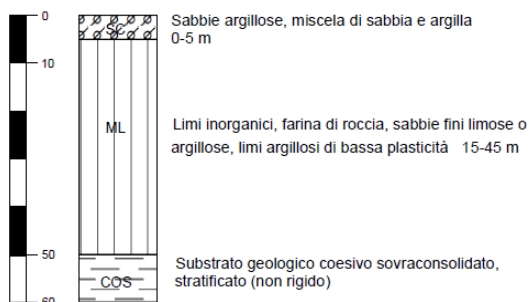 0
SC
Sabbie argillose, miscela di sabbia e argilla
0-5 m
10
ML
Limi inorganici, farina di roccia, sabbie fini limose o
argillose, limi argillosi di bassa plasticità 15-45 m
50
Substrato geologico coesivo sovraconsolidato,
stratificato (non rigido)
COS
60